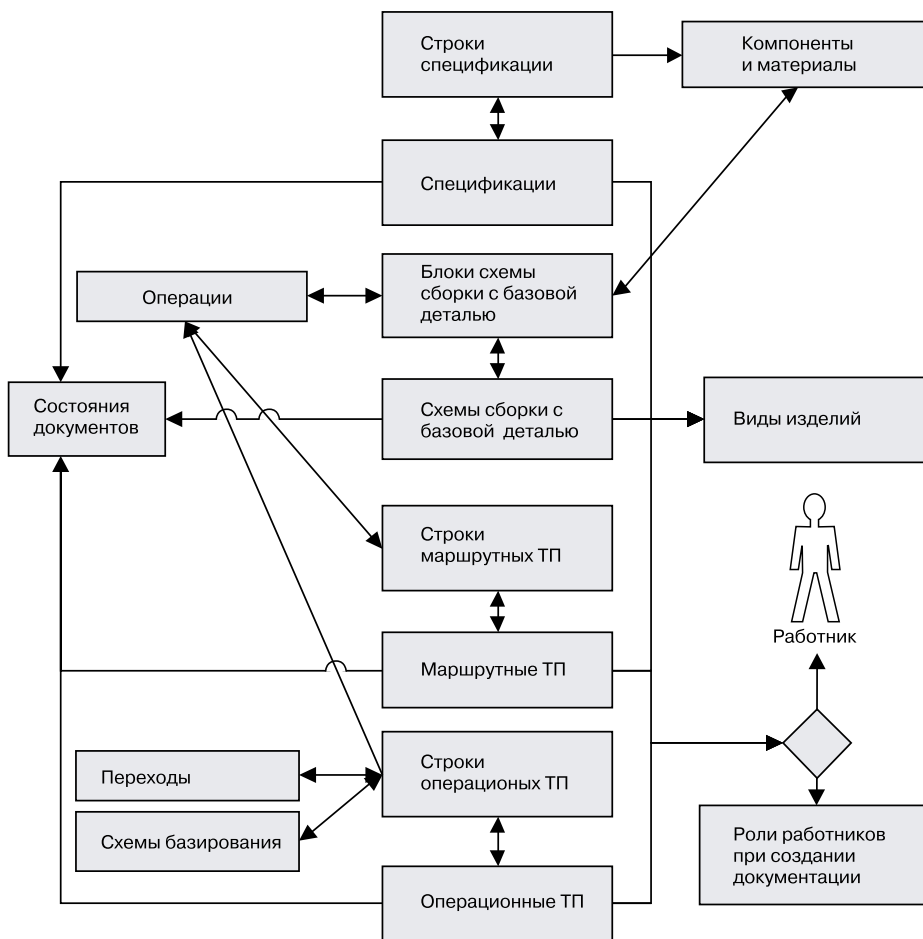 Строки
спецификации
Компоненты
и материалы
Спецификации
Блоки схемы
сборки с базовой
деталью
Операции
Состояния
документов
Схемы сборки с
базовой деталью
Виды изделий
Строки
маршрутных ТП
Работник
Маршрутные ТП
Строки
операционых ТП
Переходы
Схемы базирования
Роли работников
при создании
документации
Операционные ТП